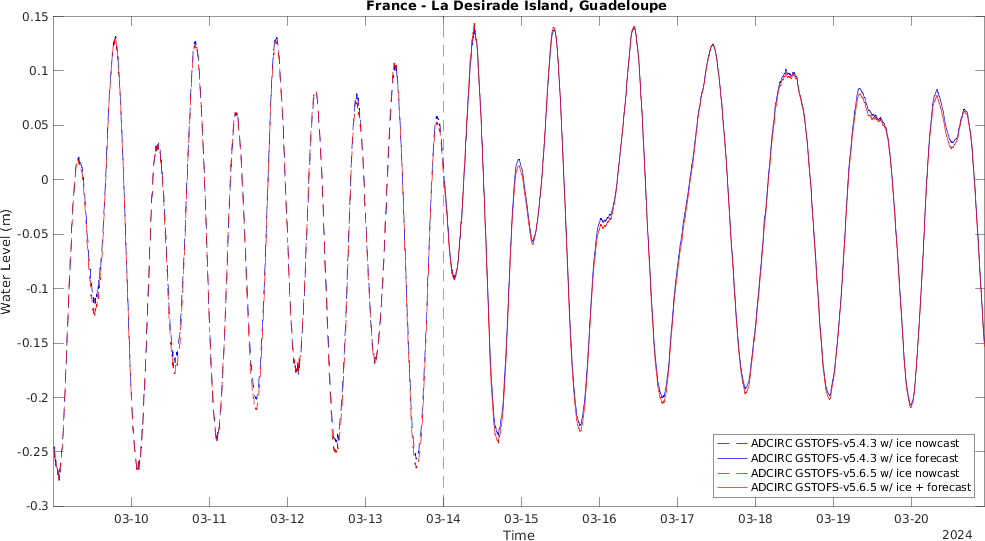 France - La Desirade Island, Guadeloupe
0.15
0.1
0.05
0
-0.05
-0.1
-0.15
-0.2
-0.25
-0.3
Water Level (m)
ADCIRC GSTOFS-v5.4.3 w/ ice nowcast
ADCIRC GSTOFS-v5.4.3 w/ ice forecast
ADCIRC GSTOFS-v5.6.5 w/ ice nowcast
ADCIRC GSTOFS-v5.6.5 w/ ice + forecast
03-10 03-11 03-12 03-13 03-14 03-15 03-16 03-17 03-18 03-19 03-20
Time
2024